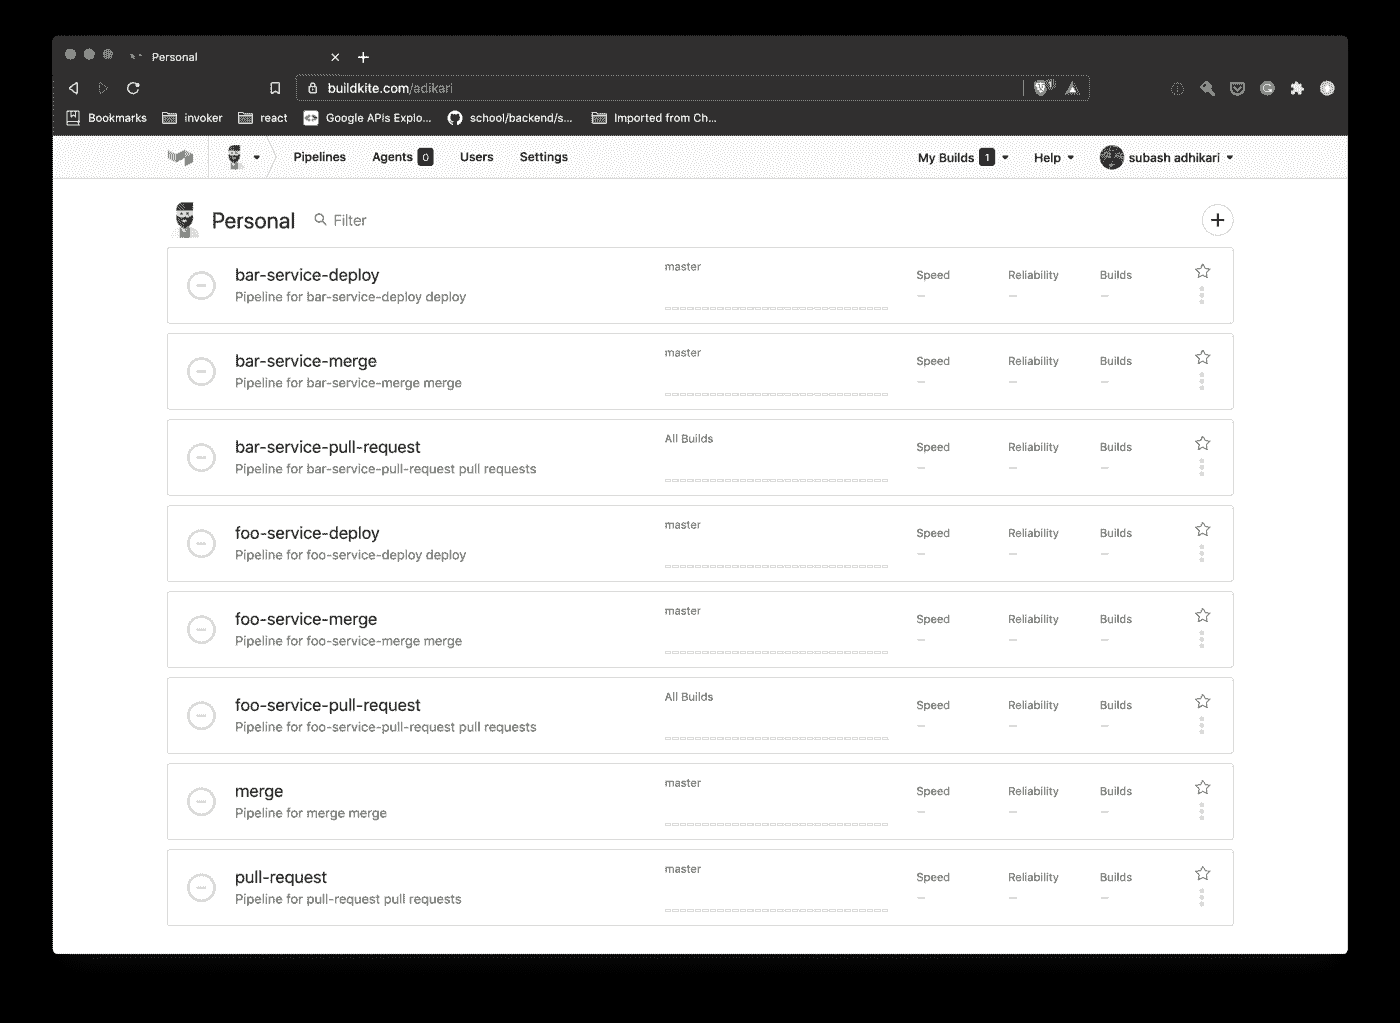 Personal
buildkite.com/adikari
Bookmarks invoker react Google APIs Explo... school/backend/s... Imported from Ch...
Pipelines Agents 0 Users Settings My Builds 1 Help subash adhikari
Personal Filter
bar-service-deploy
Pipeline for bar-service-deploy deploy
master
Speed Reliability Builds
bar-service-merge
Pipeline for bar-service-merge merge
master
Speed Reliability Builds
bar-service-pull-request
Pipeline for bar-service-pull-request pull requests
All Builds
Speed Reliability Builds
foo-service-deploy
Pipeline for foo-service-deploy deploy
master
Speed Reliability Builds
foo-service-merge
Pipeline for foo-service-merge merge
master
Speed Reliability Builds
foo-service-pull-request
Pipeline for foo-service-pull-request pull requests
All Builds
Speed Reliability Builds
merge
Pipeline for merge merge
master
Speed Reliability Builds
pull-request
Pipeline for pull-request pull requests
master
Speed Reliability Builds